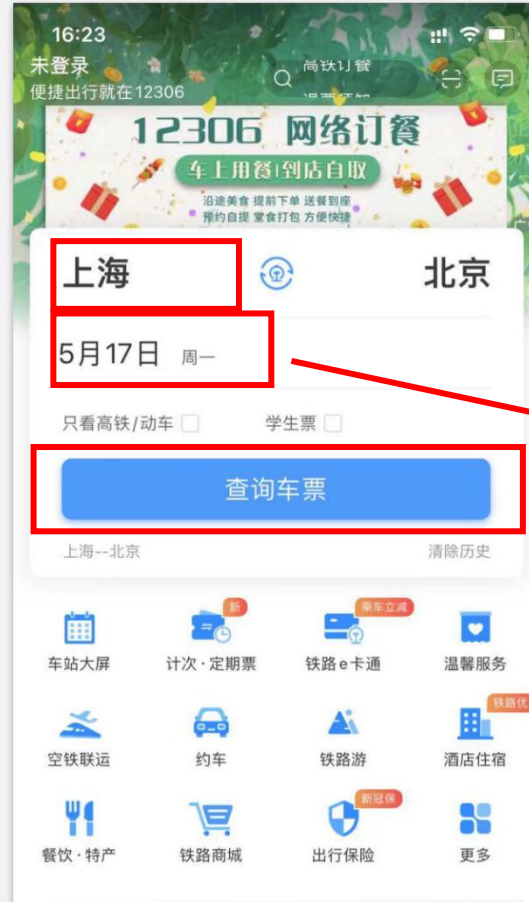 16:23
未登录
高铁订餐
便捷出行就在12306
12306 网络订餐
车上用餐 到店自取
沿途美食 提前下单 送餐到座
预约自提 堂食打包 方便快捷
上海 北京
5月17日 周一
只看高铁/动车 学生票
查询车票
上海--北京 清除历史
新 乘车立减
车站大屏 计次·定期票 铁路e卡通 温馨服务
铁路优
空铁联运 约车 铁路游 酒店住宿
新冠保
餐饮·特产 铁路商城 出行保险 更多